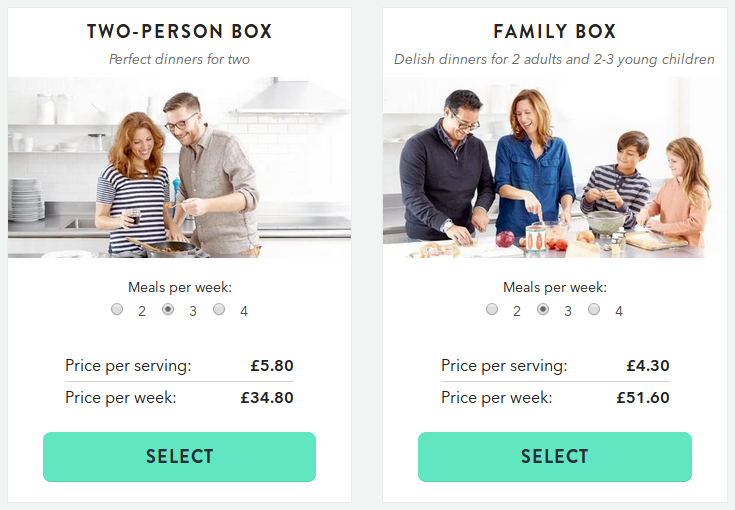 TWO-PERSON BOX
Perfect dinners for two
Meals per week:
2 3 4
Price per serving: £5.80
Price per week: £34.80
SELECT
FAMILY BOX
Delish dinners for 2 adults and 2-3 young children
Meals per week:
2 3 4
Price per serving: £4.30
Price per week: £51.60
SELECT